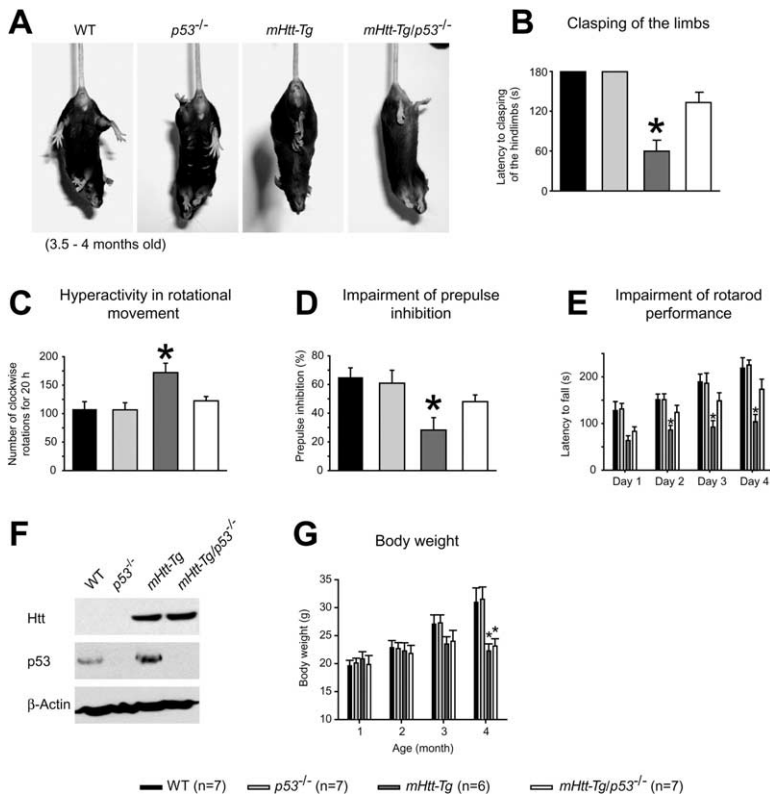 A
WT
p53-/-
mHtt-Tg
mHtt-Tg/p53-/-
(3.5 - 4 months old)
B
Clasping of the limbs
Latency to clasping
of the hindlimbs (s)
180
120
60
0
*
C
Hyperactivity in rotational
movement
Number of clockwise
rotations for 20 h
200
150
100
50
0
*
D
Impairment of prepulse
inhibition
Prepulse inhibition (%)
80
60
40
20
0
*
E
Impairment of rotarod
performance
Latency to fall (s)
200
100
0
* * *
Day 1 Day 2 Day 3 Day 4
F
WT
p53-/-
mHtt-Tg
mHtt-Tg/p53-/-
Htt
p53
β-Actin
G
Body weight
Body weight (g)
35
30
25
20
15
10
* *
1 2 3 4
Age (month)
WT (n=7) p53-/- (n=7) mHtt-Tg (n=6) mHtt-Tg/p53-/- (n=7)